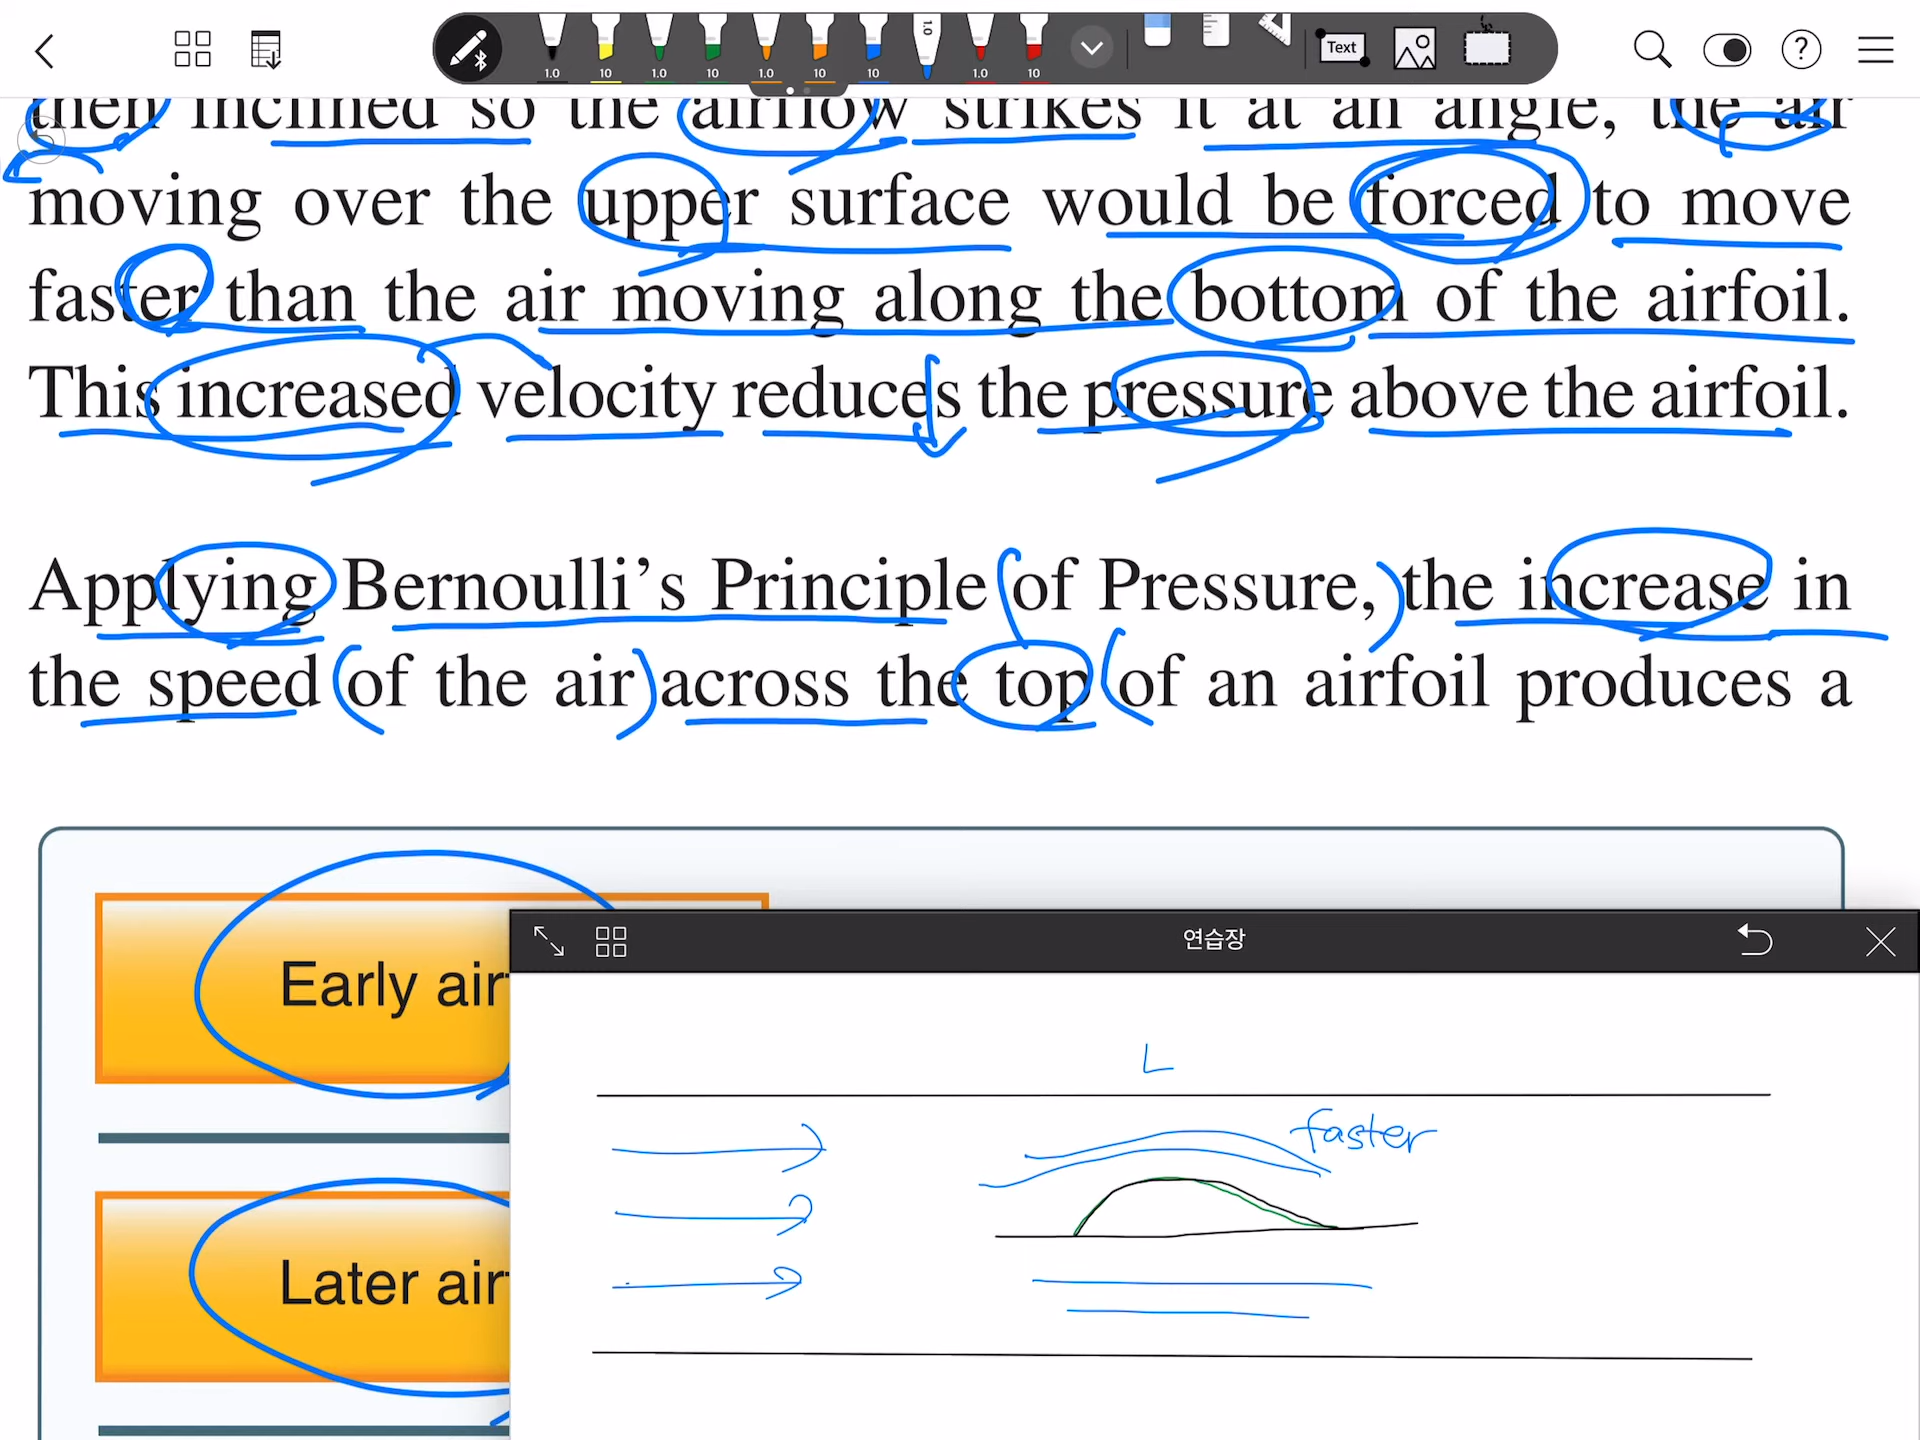 1.0 10 1.0 10 1.0 10 10 1.0 1.0 10 Text
then inclined so the airflow strikes it at an angle, the air
moving over the upper surface would be forced to move
faster than the air moving along the bottom of the airfoil.
This increased velocity reduces the pressure above the airfoil.
Applying Bernoulli's Principle of Pressure, the increase in
the speed of the air across the top of an airfoil produces a
Early air
Later air
연습장
L
faster